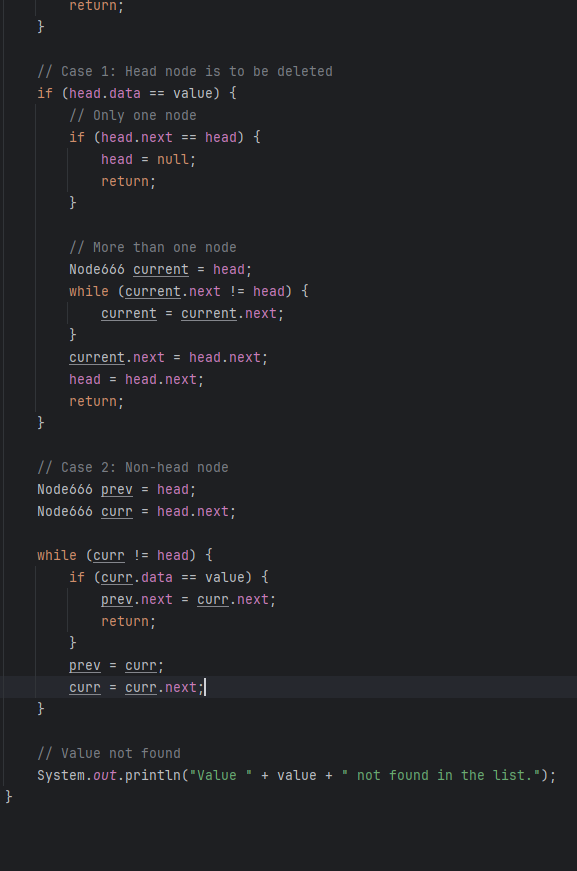 return;
}
// Case 1: Head node is to be deleted
if (head.data == value) {
// Only one node
if (head.next == head) {
head = null;
return;
}
// More than one node
Node666 current = head;
while (current.next != head) {
current = current.next;
}
current.next = head.next;
head = head.next;
return;
}
// Case 2: Non-head node
Node666 prev = head;
Node666 curr = head.next;
while (curr != head) {
if (curr.data == value) {
prev.next = curr.next;
return;
}
prev = curr;
curr = curr.next;
}
// Value not found
System.out.println("Value " + value + " not found in the list.");
}